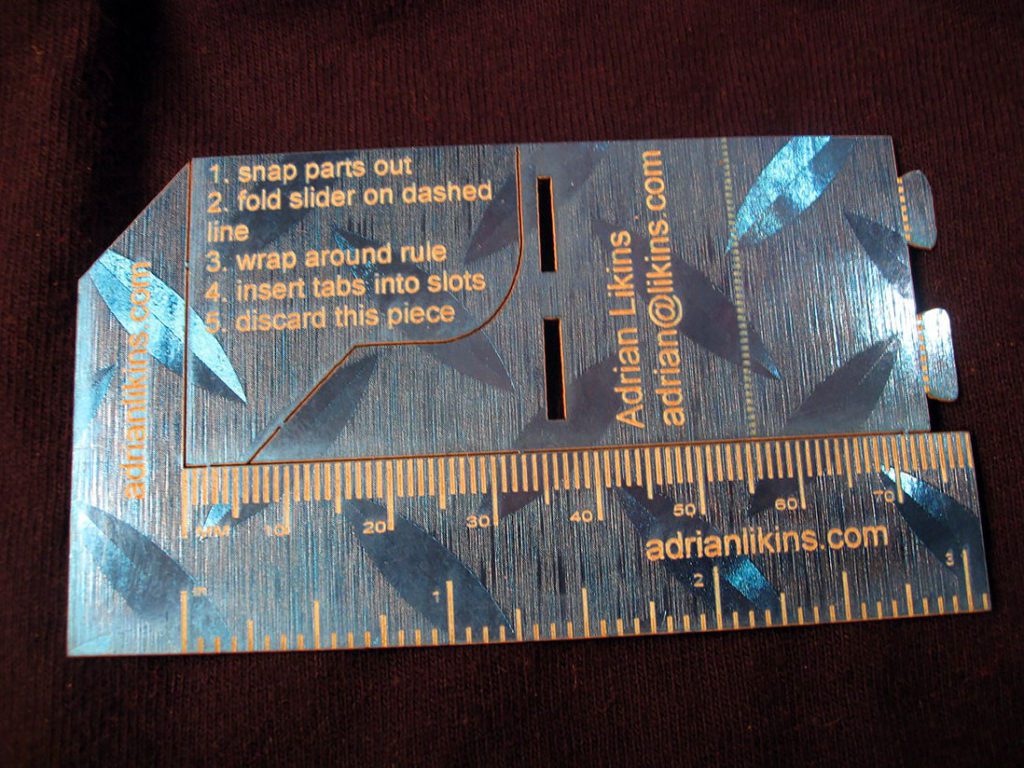 1. snap parts out
2. fold slider on dashed
line
3. wrap around rule
4. insert tabs into slots
5. discard this piece
adrianlikins.com
Adrian Likins
adrian@likins.com
MM 10 20 30 40 50 60 70
adrianlikins.com
1 2 3